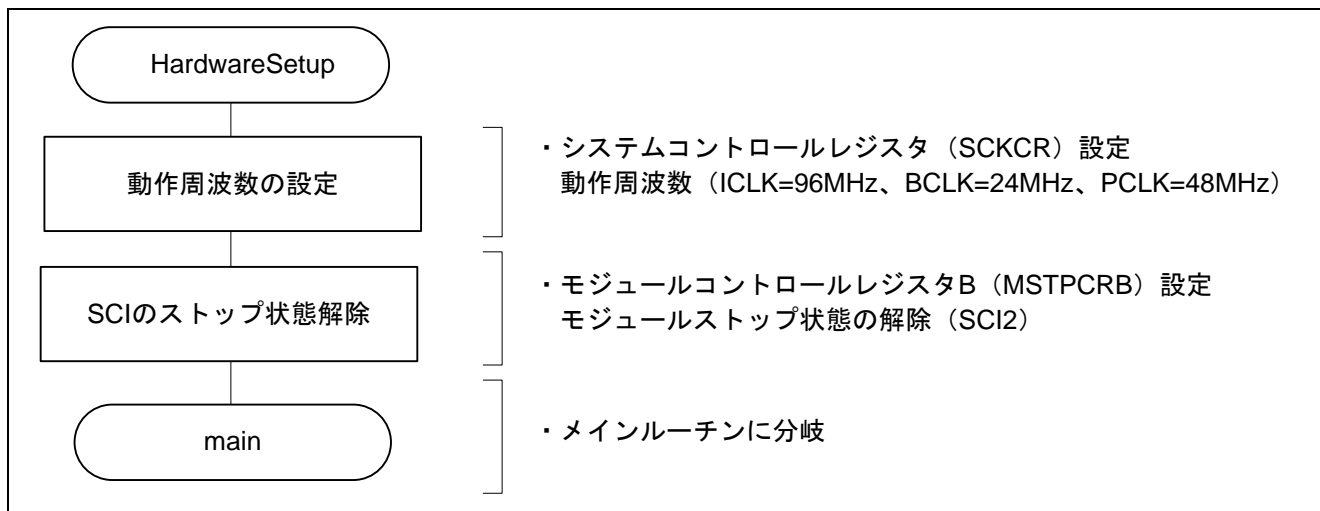 HardwareSetup
動作周波数の設定
・システムコントロールレジスタ（SCKCR）設定
動作周波数（ICLK=96MHz、BCLK=24MHz、PCLK=48MHz）
SCIのストップ状態解除
・モジュールコントロールレジスタB（MSTPCRB）設定
モジュールストップ状態の解除（SCI2）
main
・メインルーチンに分岐